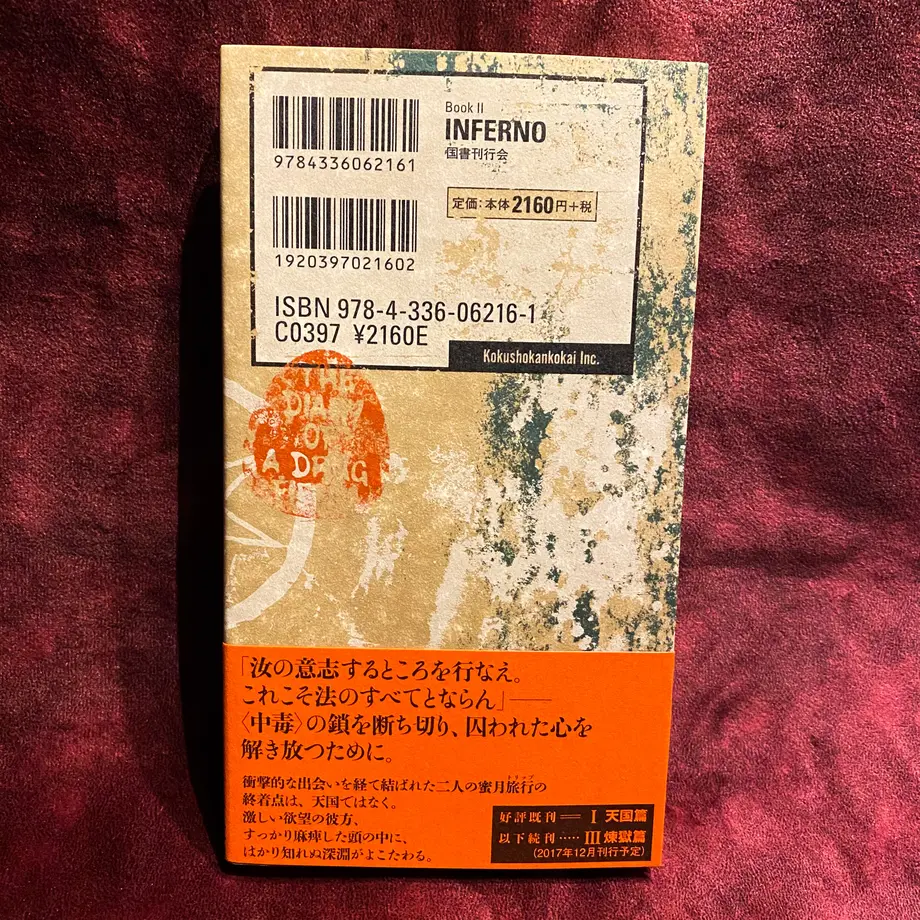 Book II
INFERNO
国書刊行会
9784336062161
定価:本体2160円+税
1920397021602
ISBN 978-4-336-06216-1
C0397 ¥2160E
Kokushokankokai Inc.
THE
DIARY
OF
A DRUG
「汝の意志するところを行なえ。
これこそ法のすべてとならん」——
〈中毒〉の鎖を断ち切り、囚われた心を
解き放つために。
衝撃的な出会いを経て結ばれた二人の蜜月旅行の
トリップ
終着点は、天国ではなく。
激しい欲望の彼方、
すっかり麻痺した頭の中に、
はかり知れぬ深淵がよこたわる。
好評既刊── I 天国篇
以下続刊‥‥‥ III 煉獄篇
(2017年12月刊行予定)